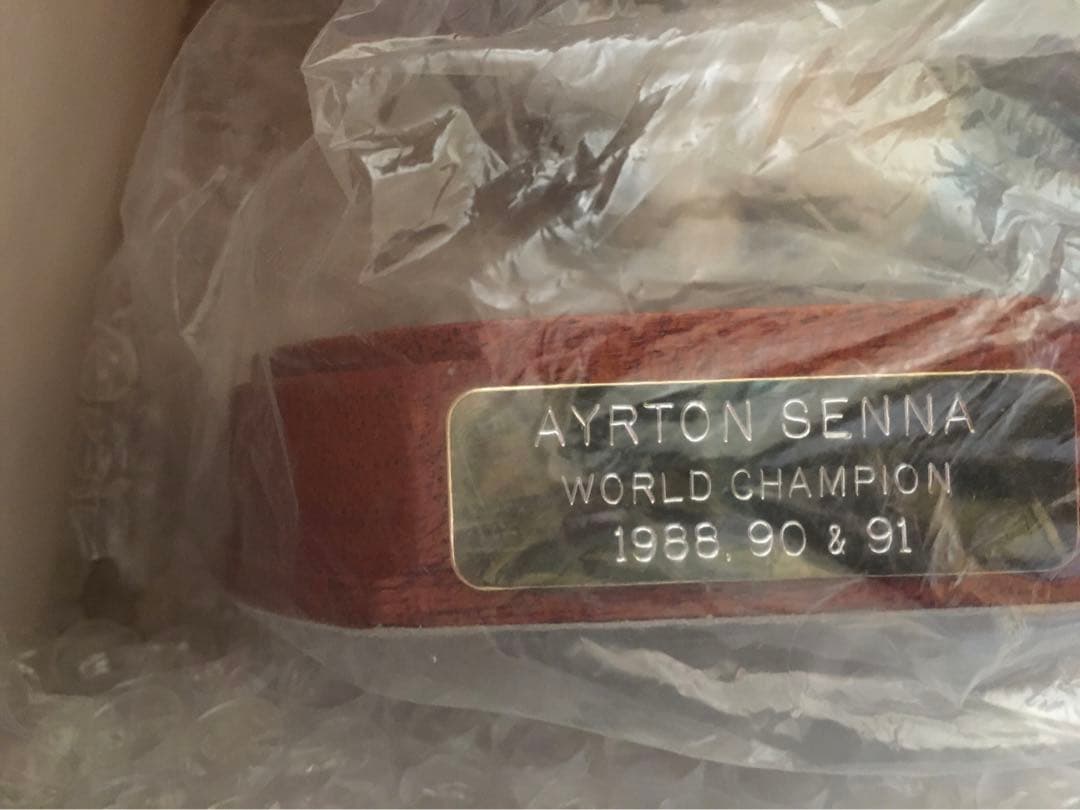 AYRTON SENNA
WORLD CHAMPION
1988, 90 & 91